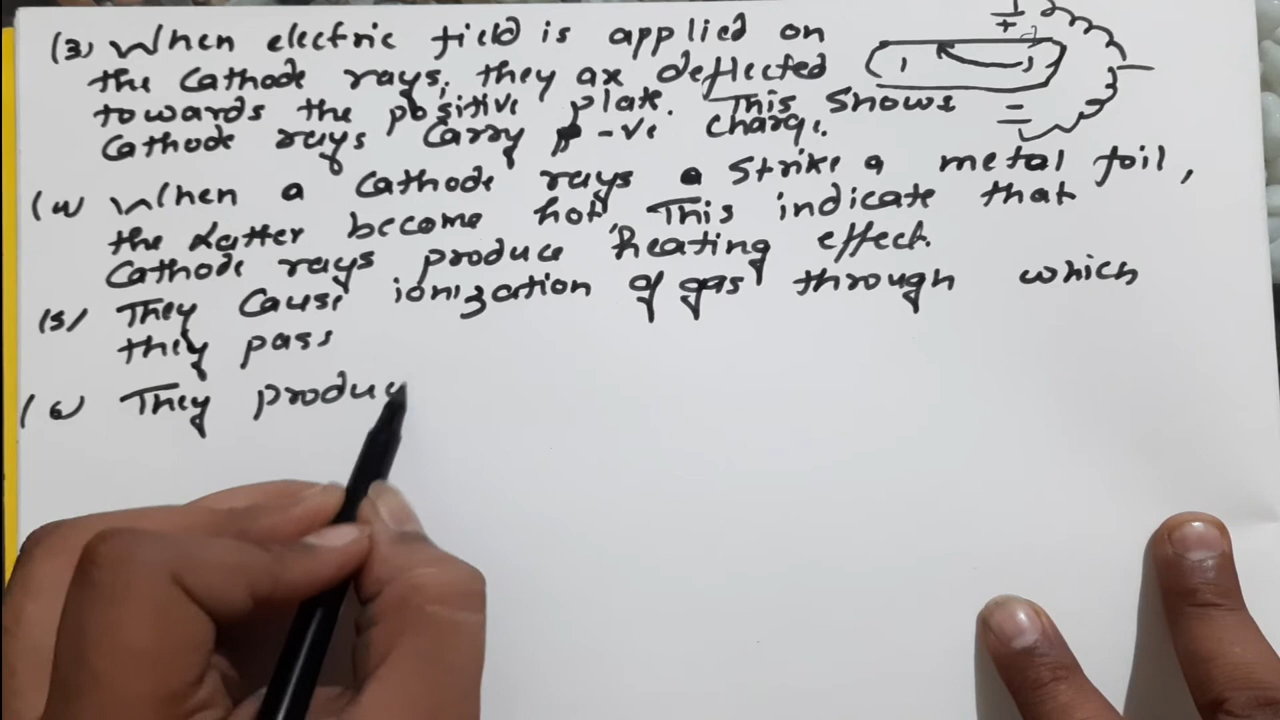 (3) When electric field is applied on
the cathode rays, they are deflected
towards the positive plate. This shows
cathode rays carry -ve charge.
(4) When a cathode rays strike a metal foil,
the latter become hot. This indicate that
cathode rays produce heating effect.
(5) They cause ionization of gas through which
they pass
(6) They produc
+